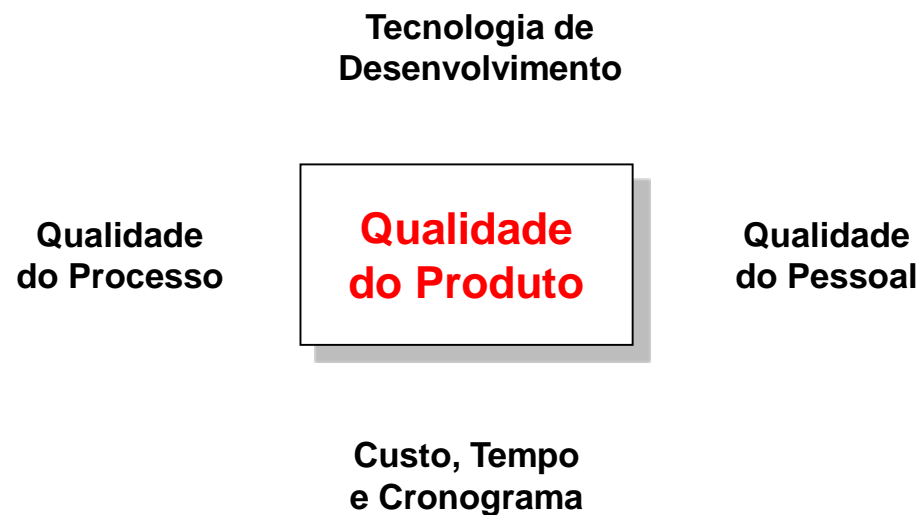 Tecnologia de
Desenvolvimento
Qualidade
do Processo
Qualidade
do Produto
Qualidade
do Pessoal
Custo, Tempo
e Cronograma